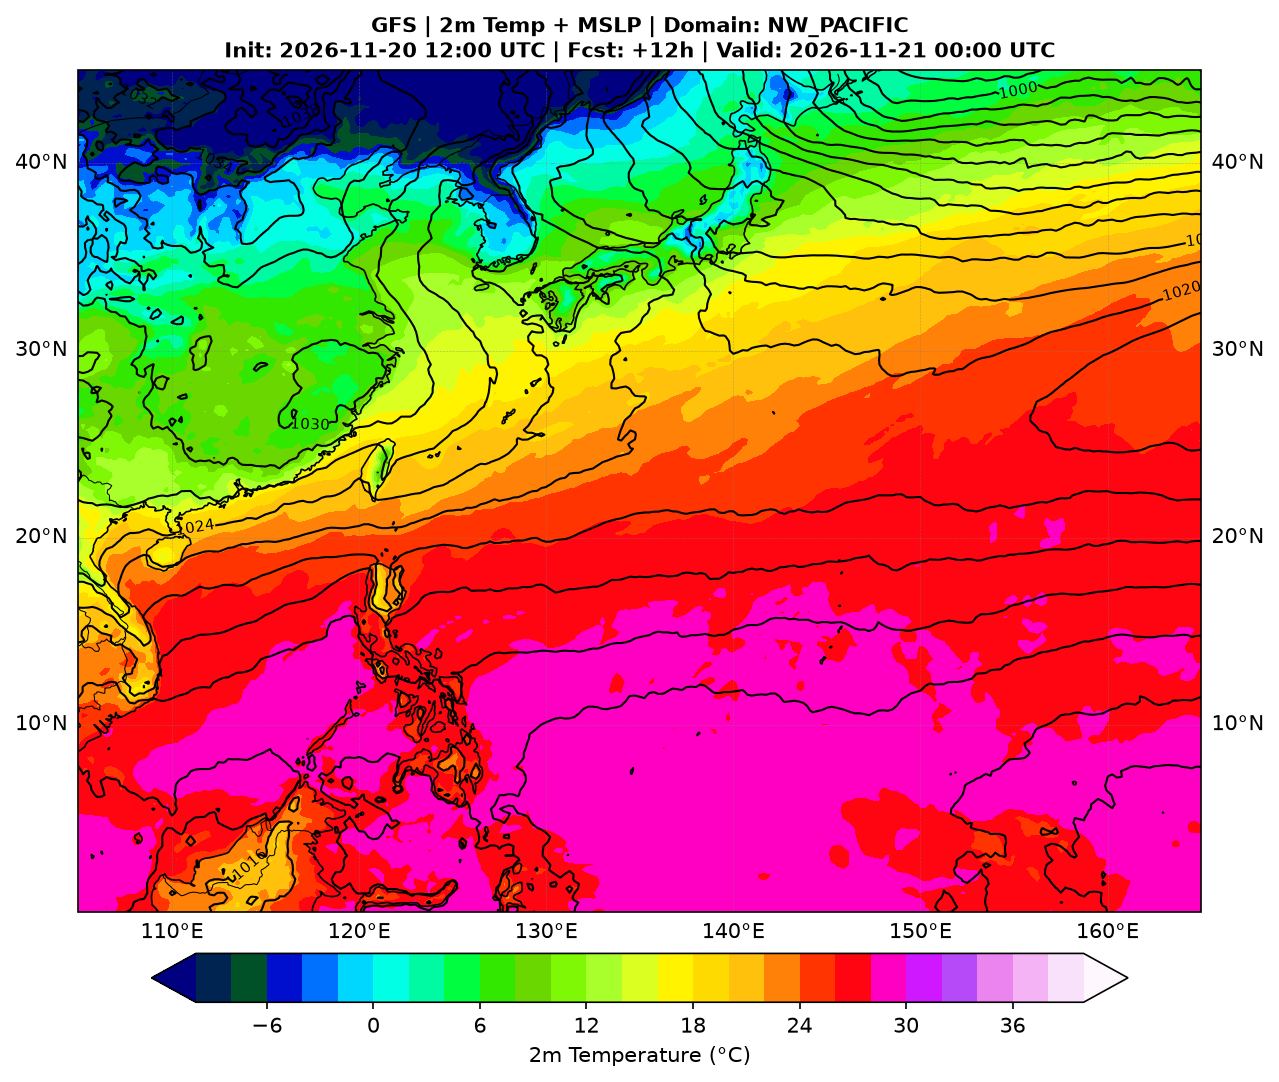 GFS | 2m Temp + MSLP | Domain: NW_PACIFIC
Init: 2026-11-20 12:00 UTC | Fcst: +12h | Valid: 2026-11-21 00:00 UTC
1000
40°N 40°N
1020
30°N 30°N
1030
1024
20°N 20°N
10°N 10°N
1016
110°E 120°E 130°E 140°E 150°E 160°E
−6 0 6 12 18 24 30 36
2m Temperature (°C)